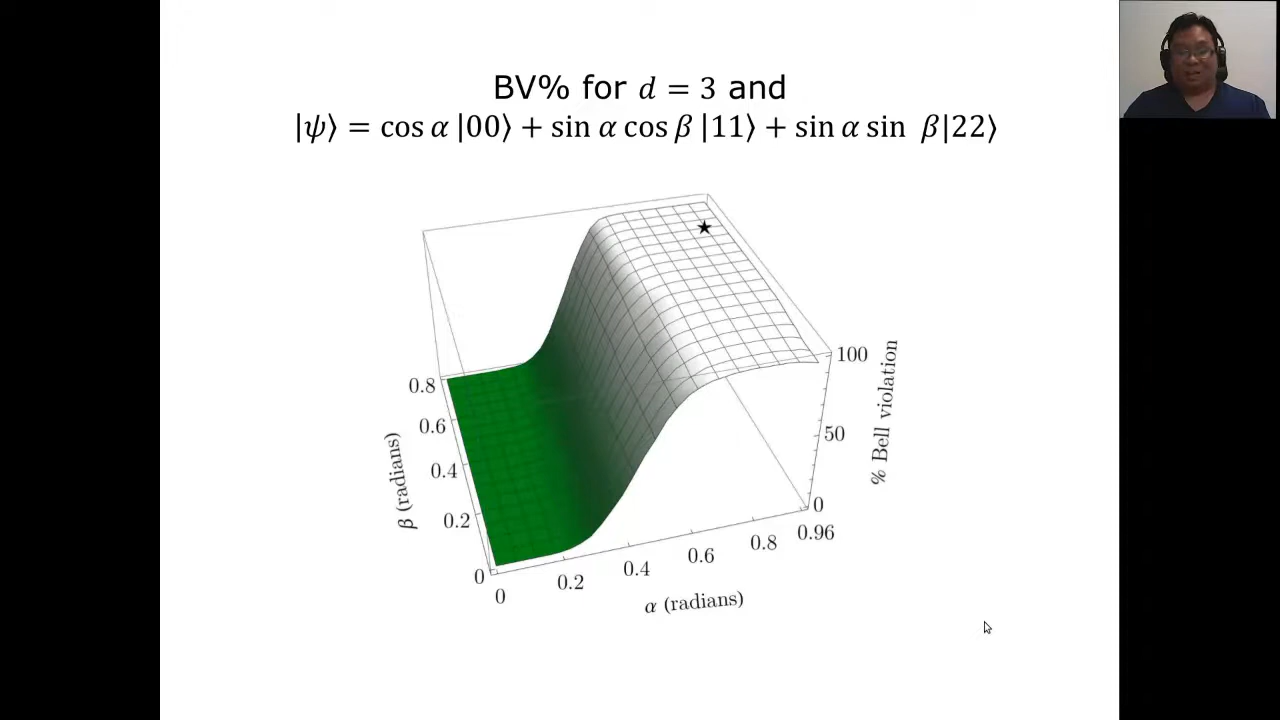 BV% for d = 3 and
|ψ⟩ = cos α |00⟩ + sin α cos β |11⟩ + sin α sin β|22⟩
100
50
0
% Bell violation
0.8
0.6
0.4
0.2
0
β (radians)
0
0.2
0.4
0.6
0.8
0.96
α (radians)